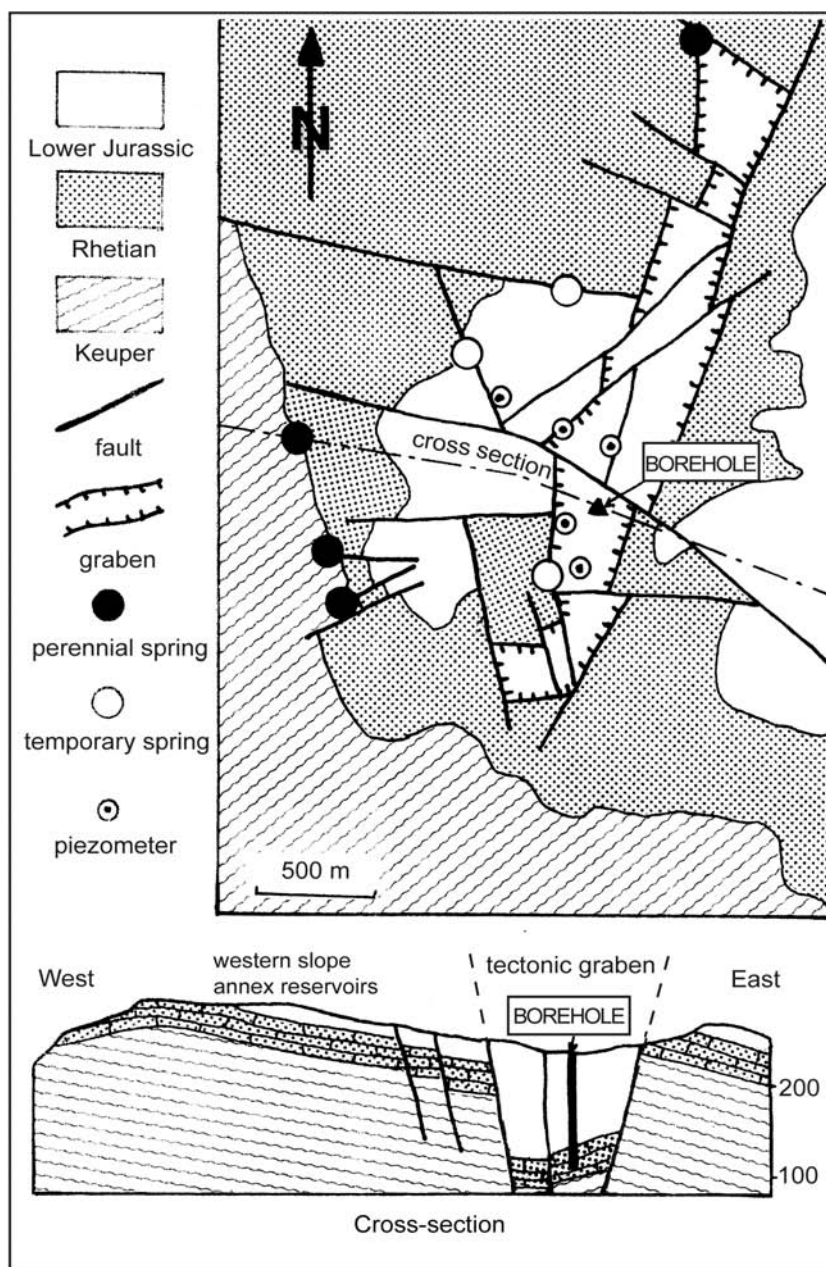 N
Lower Jurassic
Rhetian
Keuper
fault
graben
perennial spring
temporary spring
piezometer
cross section
BOREHOLE
500 m
West
western slope
annex reservoirs
tectonic graben
East
BOREHOLE
200
100
Cross-section